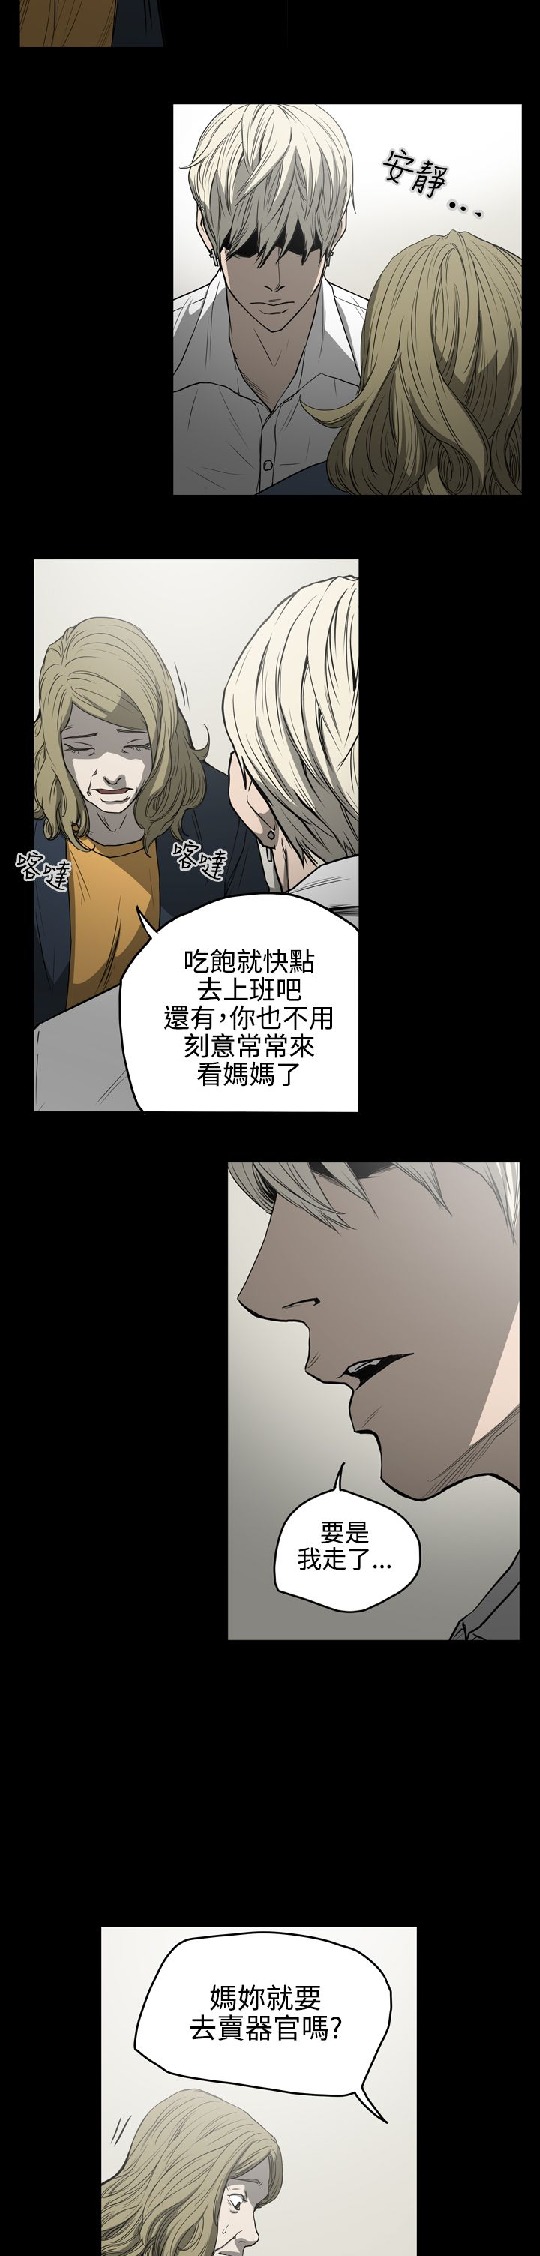 安靜...
喀噠
喀噠
吃飽就快點
去上班吧
還有,你也不用
刻意常常來
看媽媽了
要是
我走了...
媽妳就要
去賣器官嗎?